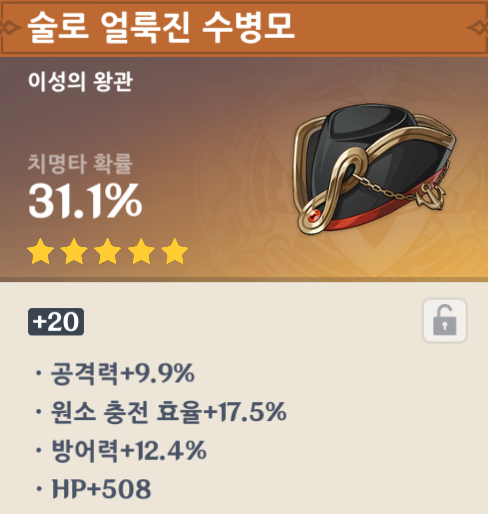 술로 얼룩진 수병모
이성의 왕관
치명타 확률
31.1%
+20
· 공격력+9.9%
· 원소 충전 효율+17.5%
· 방어력+12.4%
· HP+508